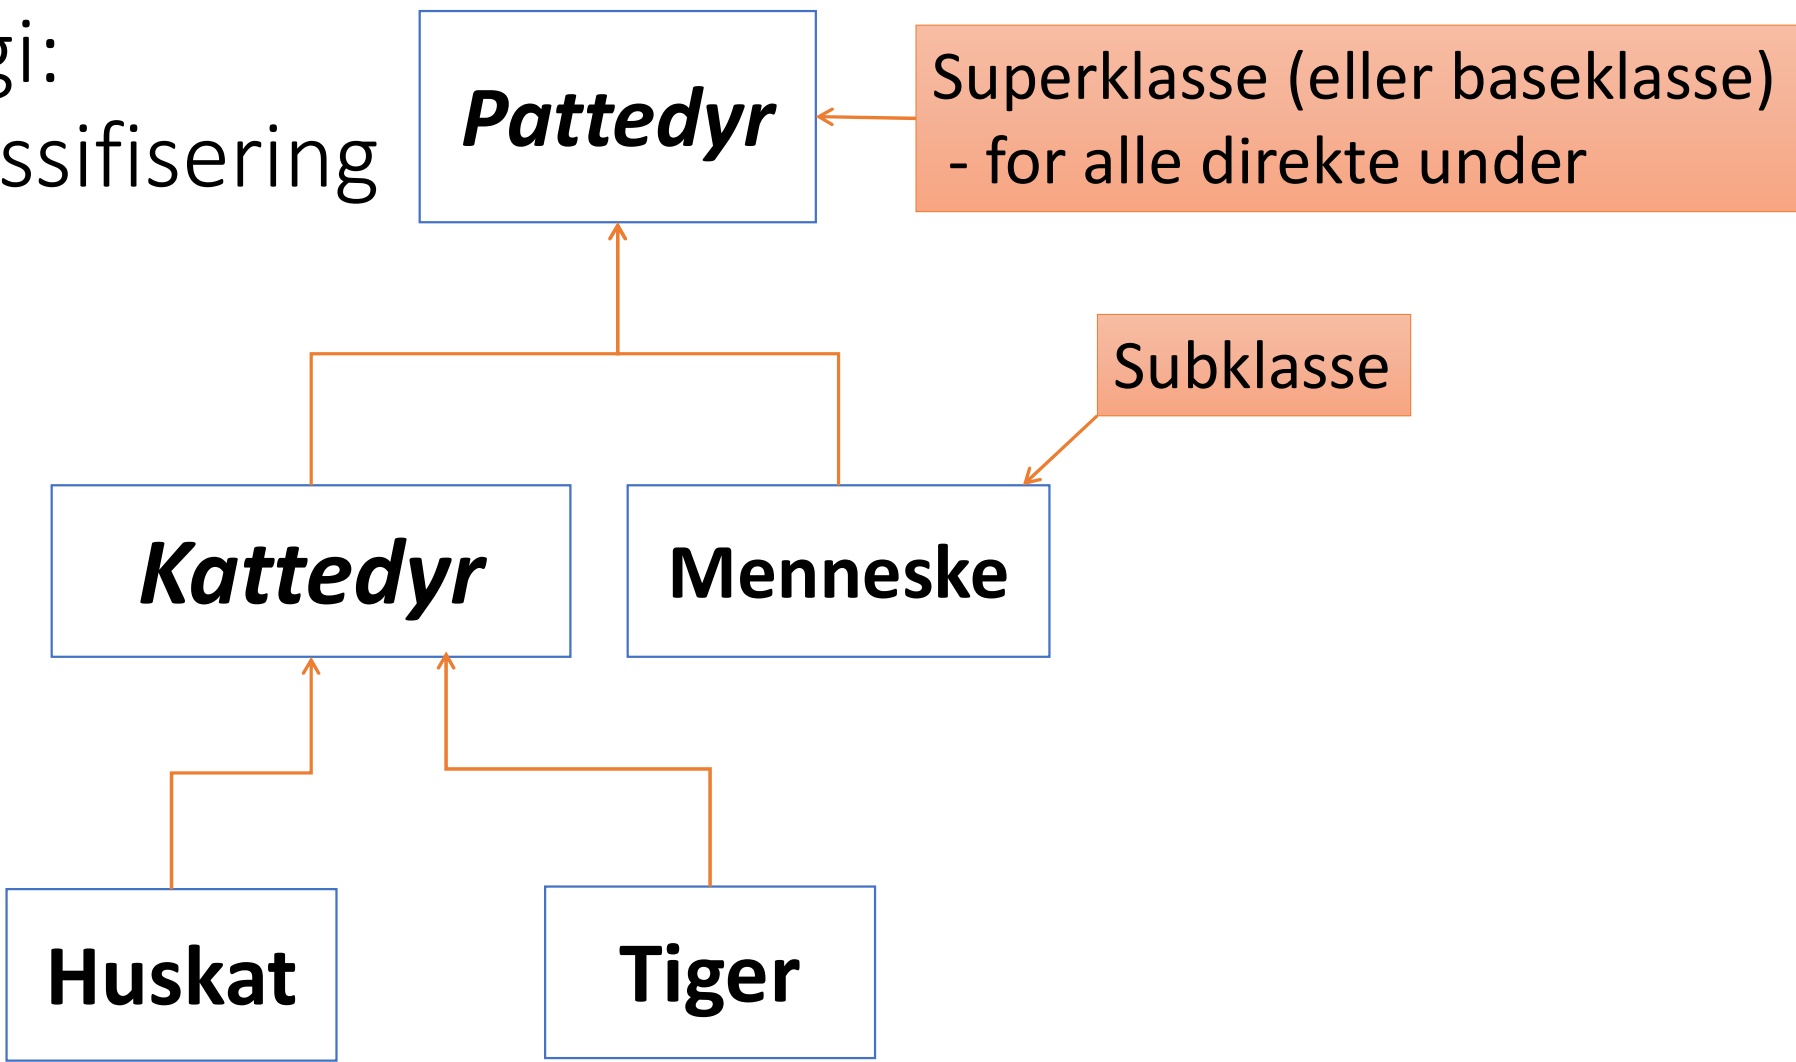 gi:
ssifisering
Pattedyr
Superklasse (eller baseklasse)
- for alle direkte under
Subklasse
Kattedyr
Menneske
Huskat
Tiger